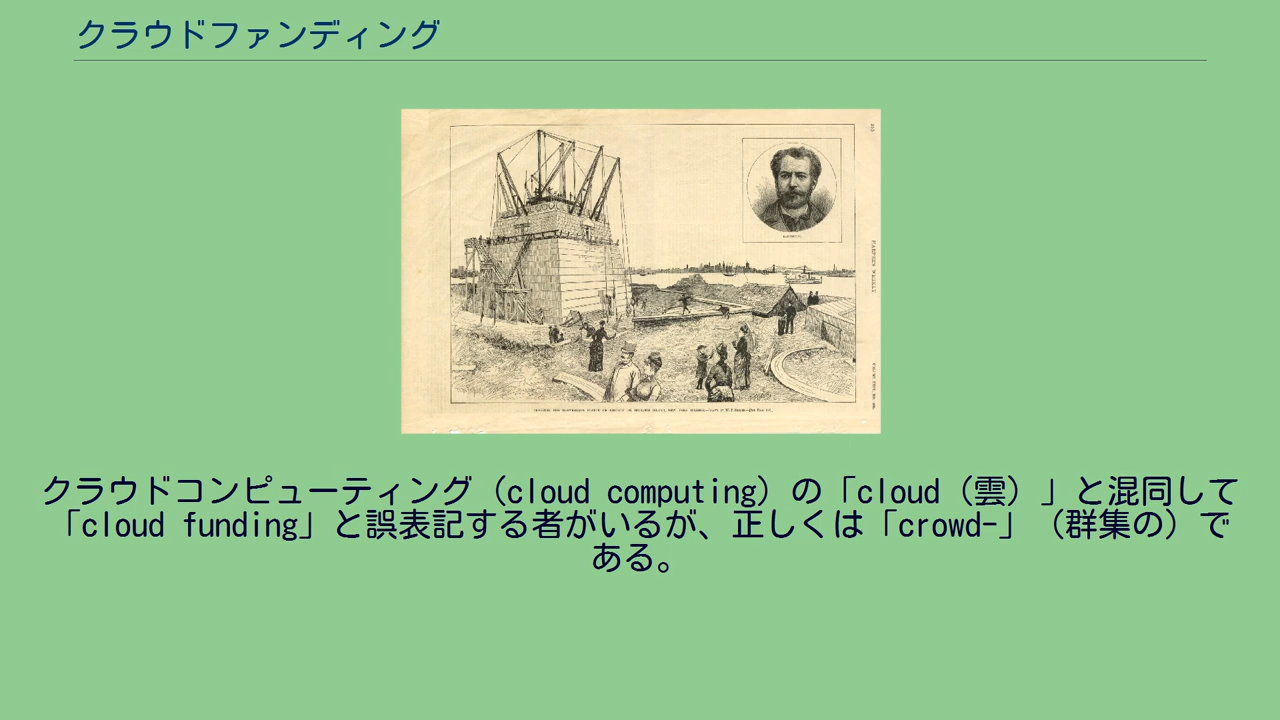 クラウドファンディング
クラウドコンピューティング（cloud computing）の「cloud（雲）」と混同して
「cloud funding」と誤表記する者がいるが、正しくは「crowd-」（群集の）で
ある。